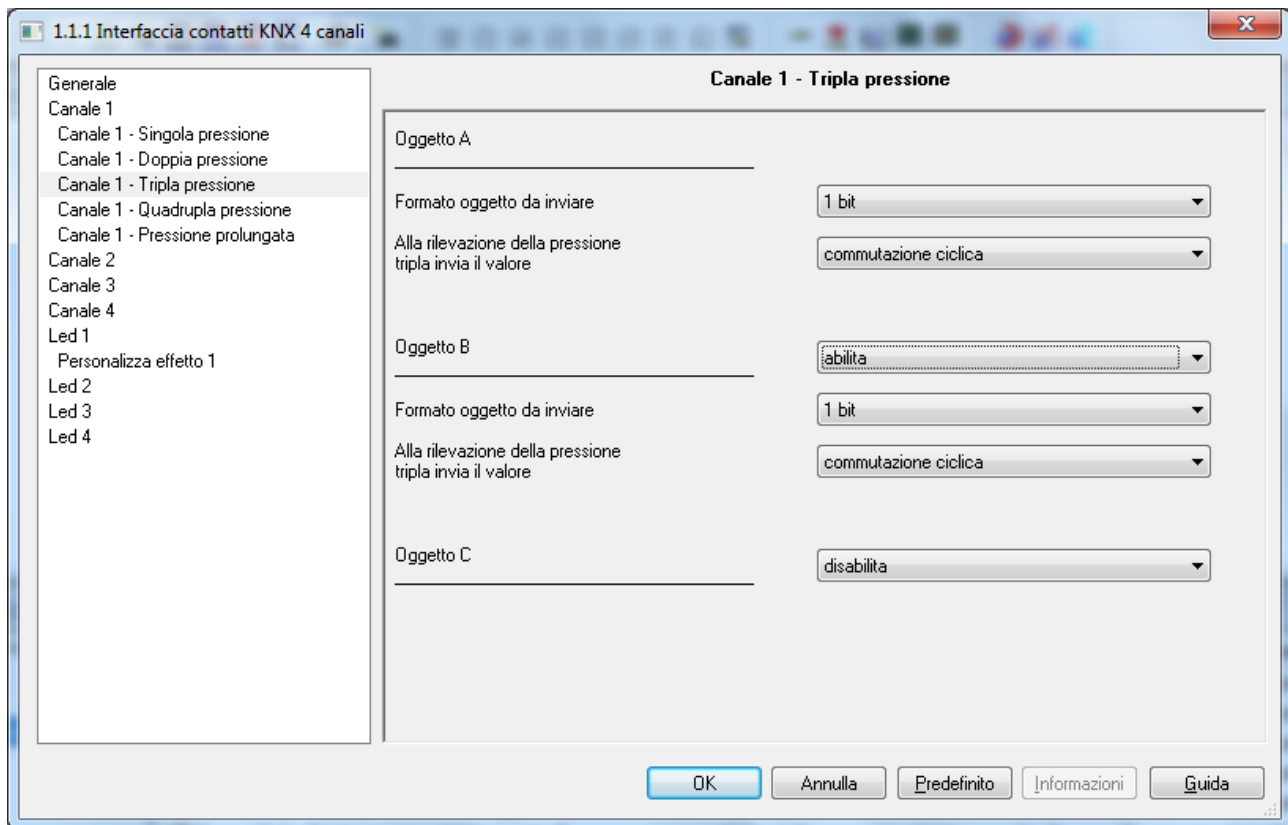 1.1.1 Interfaccia contatti KNX 4 canali
X
Generale
Canale 1
Canale 1 - Singola pressione
Canale 1 - Doppia pressione
Canale 1 - Tripla pressione
Canale 1 - Quadrupla pressione
Canale 1 - Pressione prolungata
Canale 2
Canale 3
Canale 4
Led 1
Personalizza effetto 1
Led 2
Led 3
Led 4
Canale 1 - Tripla pressione
Oggetto A
Formato oggetto da inviare
1 bit
Alla rilevazione della pressione
tripla invia il valore
commutazione ciclica
Oggetto B
abilita
Formato oggetto da inviare
1 bit
Alla rilevazione della pressione
tripla invia il valore
commutazione ciclica
Oggetto C
disabilita
OK
Annulla
Predefinito
Informazioni
Guida